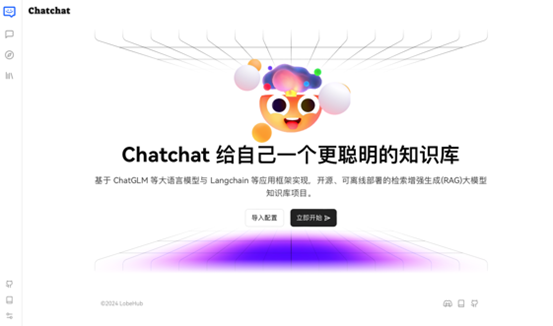 Chatchat
Chatchat 给自己一个更聪明的知识库
基于 ChatGLM 等大语言模型与 Langchain 等应用框架实现，开源、可离线部署的检索增强生成(RAG)大模型
知识库项目。
导入配置 立即开始
©2024 LobeHub